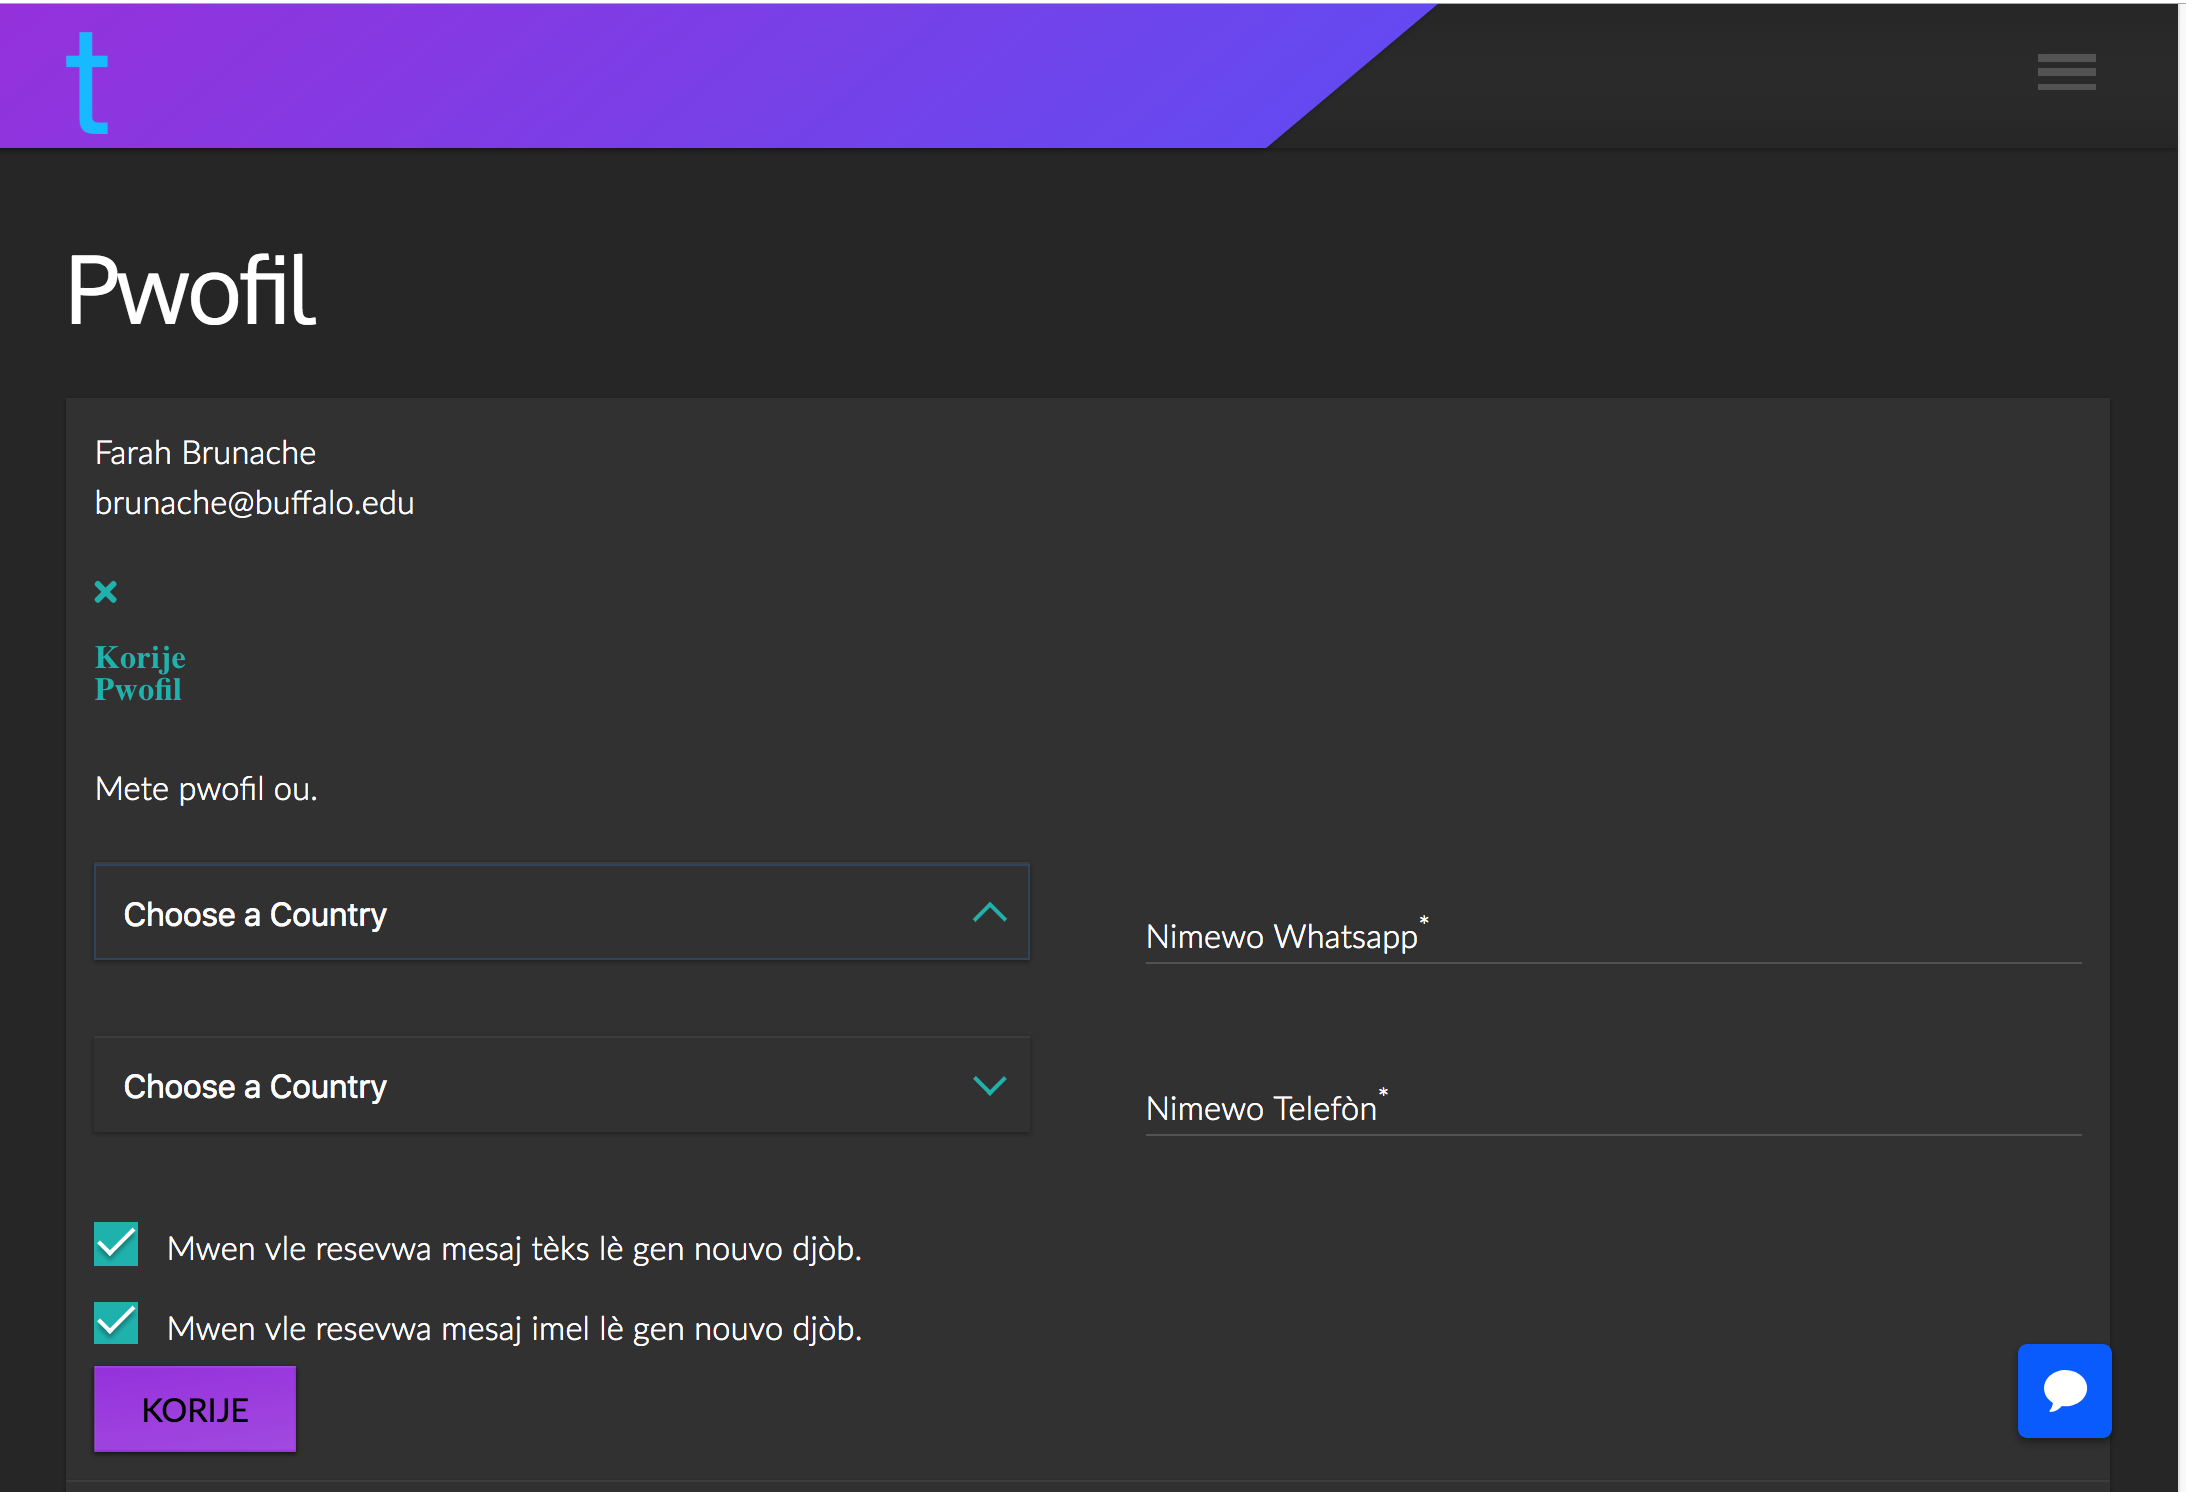 t
Pwofil
Farah Brunache
brunache@buffalo.edu
Korije
Pwofil
Mete pwofil ou.
Choose a Country
Nimewo Whatsapp*
Choose a Country
Nimewo Telefòn*
Mwen vle resevwa mesaj tèks lè gen nouvo djòb.
Mwen vle resevwa mesaj imel lè gen nouvo djòb.
KORIJE